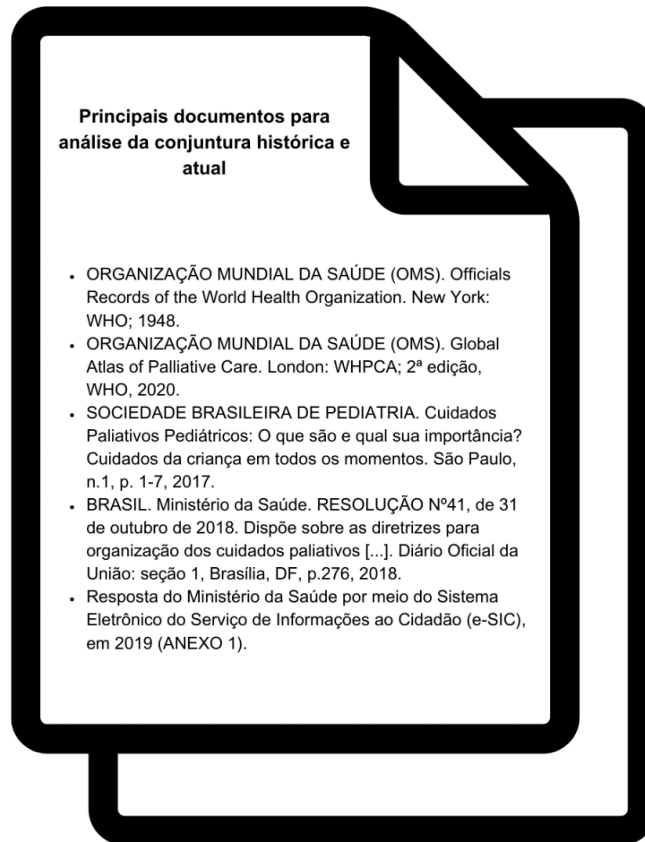 Principais documentos para
análise da conjuntura histórica e
atual
• ORGANIZAÇÃO MUNDIAL DA SAÚDE (OMS). Officials
Records of the World Health Organization. New York:
WHO; 1948.
• ORGANIZAÇÃO MUNDIAL DA SAÚDE (OMS). Global
Atlas of Palliative Care. London: WHPCA; 2ª edição,
WHO, 2020.
• SOCIEDADE BRASILEIRA DE PEDIATRIA. Cuidados
Paliativos Pediátricos: O que são e qual sua importância?
Cuidados da criança em todos os momentos. São Paulo,
n.1, p. 1-7, 2017.
• BRASIL. Ministério da Saúde. RESOLUÇÃO Nº41, de 31
de outubro de 2018. Dispõe sobre as diretrizes para
organização dos cuidados paliativos [...]. Diário Oficial da
União: seção 1, Brasília, DF, p.276, 2018.
• Resposta do Ministério da Saúde por meio do Sistema
Eletrônico do Serviço de Informações ao Cidadão (e-SIC),
em 2019 (ANEXO 1).